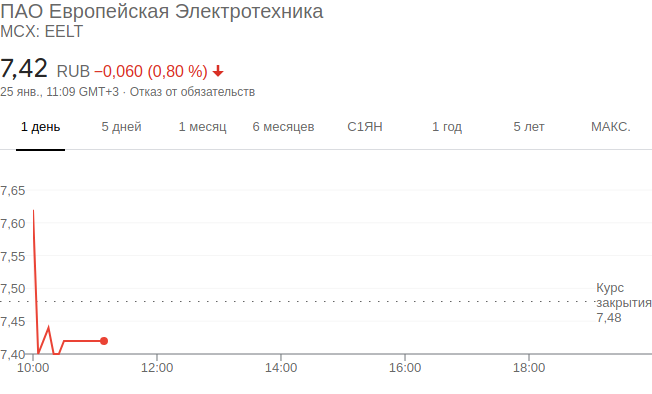 ПАО Европейская Электротехника
MCX: EELT
7,42 RUB −0,060 (0,80 %)
25 янв., 11:09 GMT+3 · Отказ от обязательств
1 день 5 дней 1 месяц 6 месяцев С1ЯН 1 год 5 лет МАКС.
7,65
7,60
7,55
7,50
7,45
7,40
Курс
закрытия
7,48
10:00 12:00 14:00 16:00 18:00